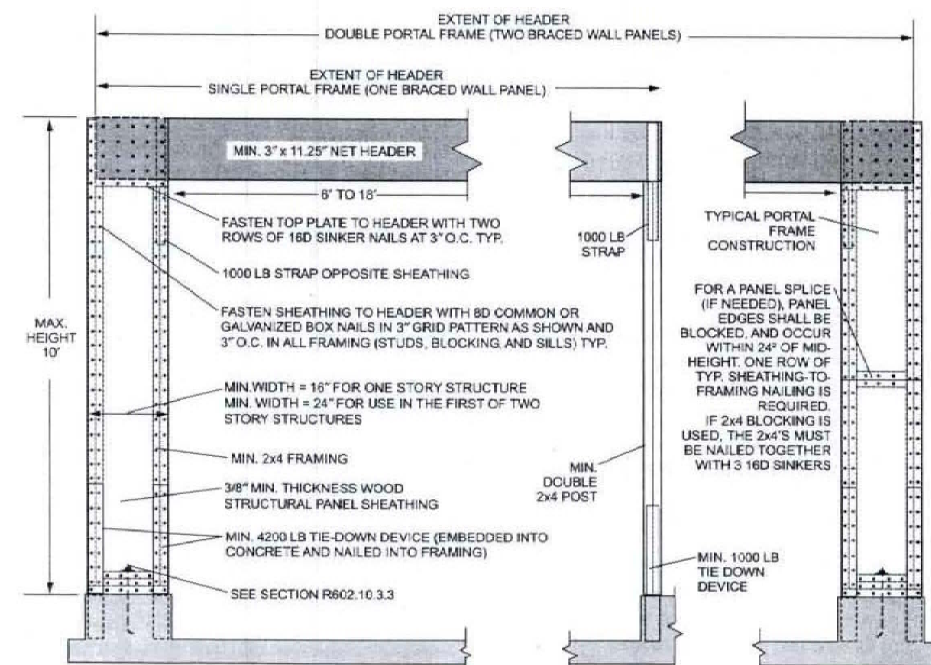 EXTENT OF HEADER
DOUBLE PORTAL FRAME (TWO BRACED WALL PANELS)
EXTENT OF HEADER
SINGLE PORTAL FRAME (ONE BRACED WALL PANEL)
MIN. 3" x 11.25" NET HEADER
6' TO 18'
FASTEN TOP PLATE TO HEADER WITH TWO
ROWS OF 16D SINKER NAILS AT 3" O.C. TYP.
1000 LB STRAP OPPOSITE SHEATHING
FASTEN SHEATHING TO HEADER WITH 8D COMMON OR
GALVANIZED BOX NAILS IN 3" GRID PATTERN AS SHOWN AND
3" O.C. IN ALL FRAMING (STUDS, BLOCKING, AND SILLS) TYP.
MAX.
HEIGHT
10'
MIN.WIDTH = 16" FOR ONE STORY STRUCTURE
MIN. WIDTH = 24" FOR USE IN THE FIRST OF TWO
STORY STRUCTURES
MIN. 2x4 FRAMING
3/8" MIN. THICKNESS WOOD
STRUCTURAL PANEL SHEATHING
MIN. 4200 LB TIE-DOWN DEVICE (EMBEDDED INTO
CONCRETE AND NAILED INTO FRAMING)
SEE SECTION R602.10.3.3
1000 LB
STRAP
MIN.
DOUBLE
2x4 POST
MIN. 1000 LB
TIE DOWN
DEVICE
TYPICAL PORTAL
FRAME
CONSTRUCTION
FOR A PANEL SPLICE
(IF NEEDED), PANEL
EDGES SHALL BE
BLOCKED, AND OCCUR
WITHIN 24" OF MID-
HEIGHT. ONE ROW OF
TYP. SHEATHING-TO-
FRAMING NAILING IS
REQUIRED.
IF 2x4 BLOCKING IS
USED, THE 2x4'S MUST
BE NAILED TOGETHER
WITH 3 16D SINKERS